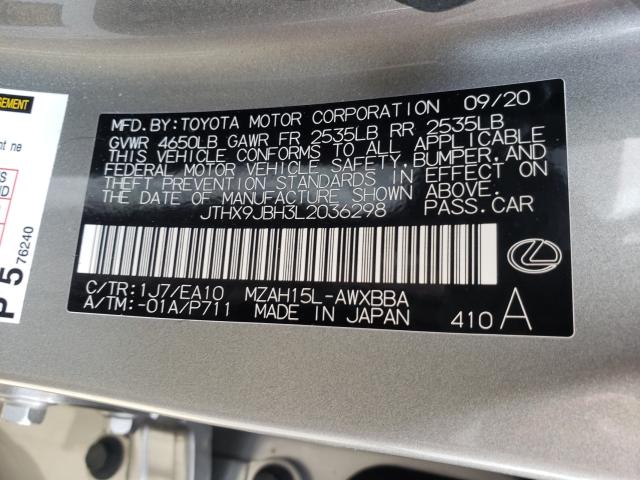 MFD.BY:TOYOTA MOTOR CORPORATION 09/20
GVWR 4650LB GAWR FR 2535LB RR 2535LB
THIS VEHICLE CONFORMS TO ALL APPLICABLE
FEDERAL MOTOR VEHICLE SAFETY,BUMPER,AND
THEFT PREVENTION STANDARDS IN EFFECT
ON THE DATE OF MANUFACTURE SHOWN ABOVE.
JTHX9JBH3L2036298 PASS.CAR
C/TR:1J7/EA10 MZAH15L-AWXBBA
A/TM:-01A/P711 MADE IN JAPAN
410A
P 5 76240